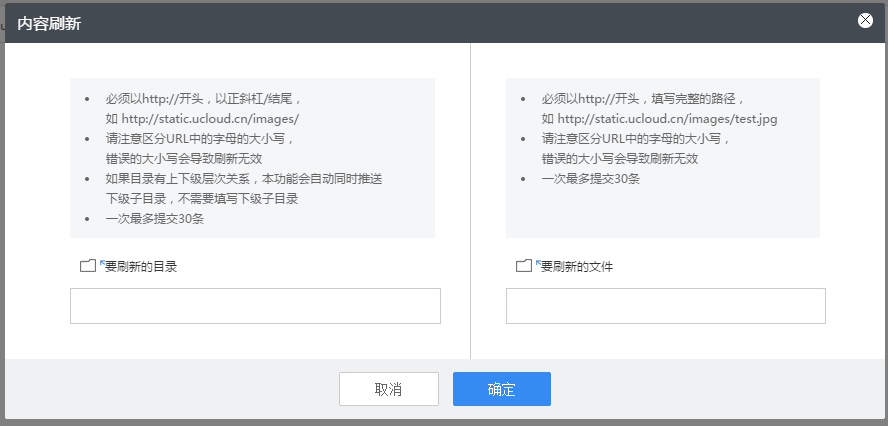 内容刷新
必须以http://开头，以正斜杠/结尾，
如 http://static.ucloud.cn/images/
请注意区分URL中的字母的大小写，
错误的大小写会导致刷新无效
如果目录有上下级层次关系，本功能会自动同时推送
下级子目录，不需要填写下级子目录
一次最多提交30条
要刷新的目录
必须以http://开头，填写完整的路径，
如 http://static.ucloud.cn/images/test.jpg
请注意区分URL中的字母的大小写，
错误的大小写会导致刷新无效
一次最多提交30条
要刷新的文件
取消
确定